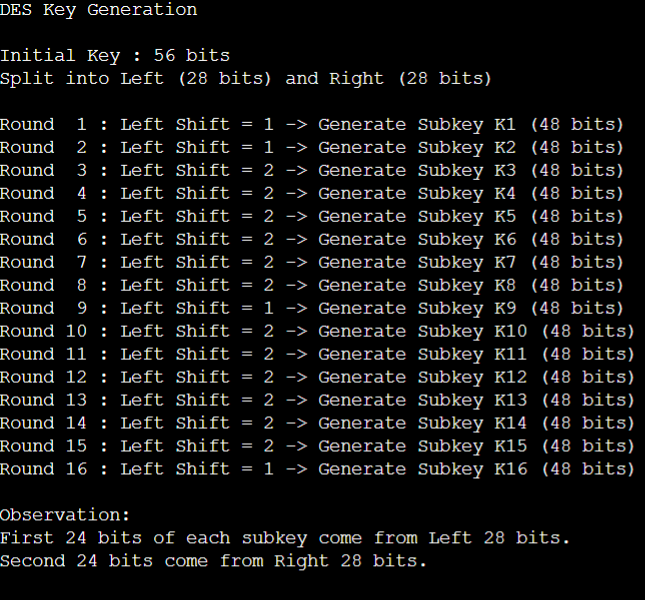 DES Key Generation
Initial Key : 56 bits
Split into Left (28 bits) and Right (28 bits)
Round  1 : Left Shift = 1 -> Generate Subkey K1 (48 bits)
Round  2 : Left Shift = 1 -> Generate Subkey K2 (48 bits)
Round  3 : Left Shift = 2 -> Generate Subkey K3 (48 bits)
Round  4 : Left Shift = 2 -> Generate Subkey K4 (48 bits)
Round  5 : Left Shift = 2 -> Generate Subkey K5 (48 bits)
Round  6 : Left Shift = 2 -> Generate Subkey K6 (48 bits)
Round  7 : Left Shift = 2 -> Generate Subkey K7 (48 bits)
Round  8 : Left Shift = 2 -> Generate Subkey K8 (48 bits)
Round  9 : Left Shift = 1 -> Generate Subkey K9 (48 bits)
Round 10 : Left Shift = 2 -> Generate Subkey K10 (48 bits)
Round 11 : Left Shift = 2 -> Generate Subkey K11 (48 bits)
Round 12 : Left Shift = 2 -> Generate Subkey K12 (48 bits)
Round 13 : Left Shift = 2 -> Generate Subkey K13 (48 bits)
Round 14 : Left Shift = 2 -> Generate Subkey K14 (48 bits)
Round 15 : Left Shift = 2 -> Generate Subkey K15 (48 bits)
Round 16 : Left Shift = 1 -> Generate Subkey K16 (48 bits)
Observation:
First 24 bits of each subkey come from Left 28 bits.
Second 24 bits come from Right 28 bits.